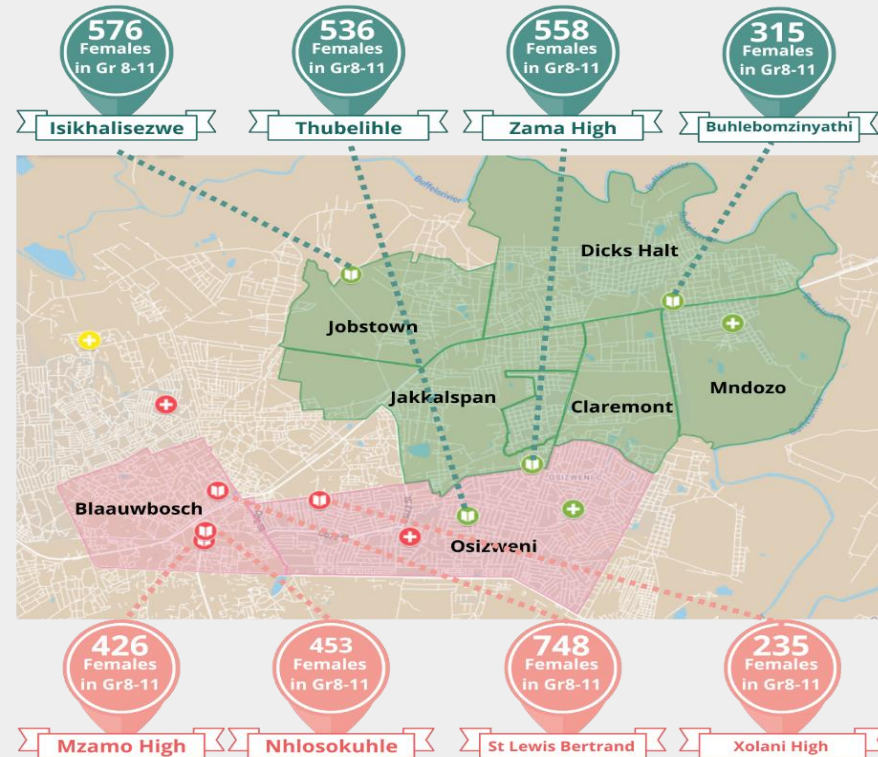 576
Females
in Gr 8-11
Isikhalisezwe
536
Females
in Gr8-11
Thubelihle
558
Females
in Gr8-11
Zama High
315
Females
in Gr8-11
Buhlebomzinyathi
Buffelsrivier
Buffelsrivier
Dicks Halt
Jobstown
Jakkalspan
Claremont
Mndozo
OSIZWENI C
Blaauwbosch
Osizweni
426
Females
in Gr8-11
Mzamo High
453
Females
in Gr8-11
Nhlosokuhle
748
Females
in Gr8-11
St Lewis Bertrand
235
Females
in Gr8-11
Xolani High